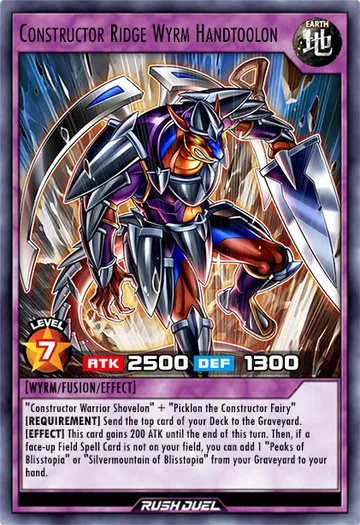 Constructor Ridge Wyrm Handtoolon
EARTH
地
LEVEL
7
ATK 2500 DEF 1300
[WYRM/FUSION/EFFECT]
"Constructor Warrior Shovelon" + "Picklon the Constructor Fairy"
[REQUIREMENT] Send the top card of your Deck to the Graveyard.
[EFFECT] This card gains 200 ATK until the end of this turn. Then, if a
face-up Field Spell Card is not on your field, you can add 1 "Peaks of
Blisstopia" or "Silvermountain of Blisstopia" from your Graveyard to your
hand.
RUSH DUEL